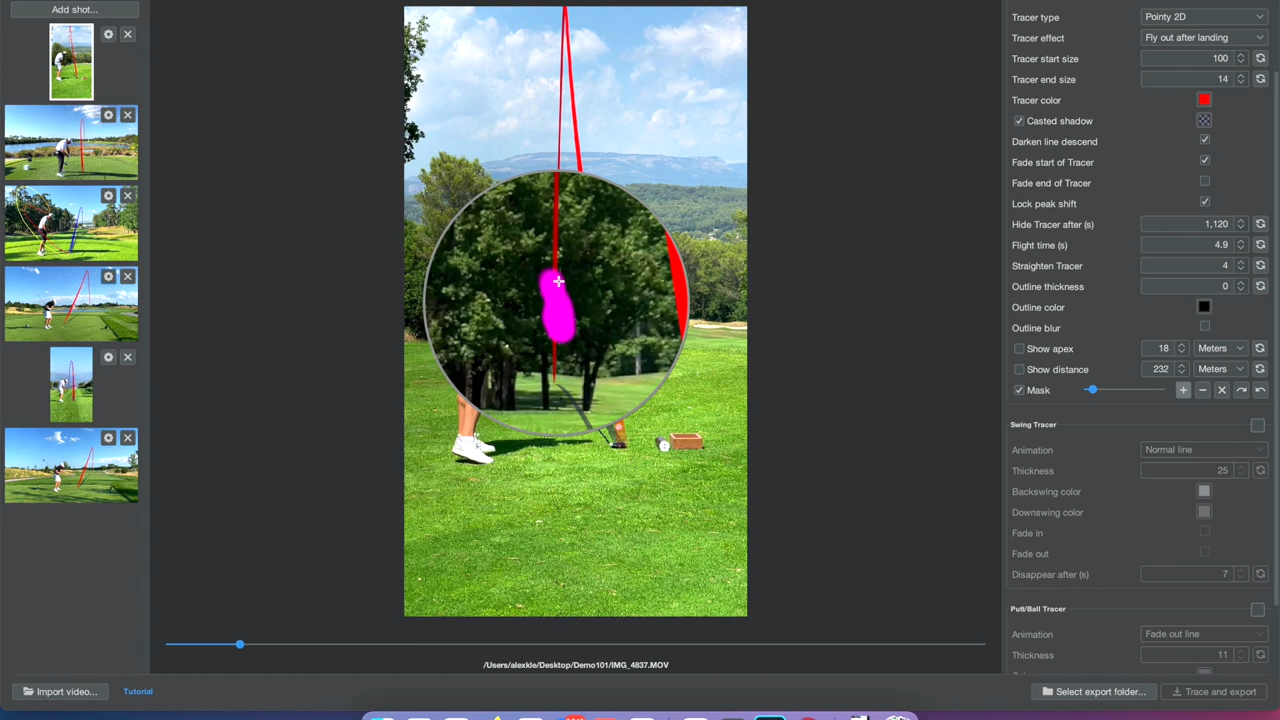 Add shot...
Tracer type Pointy 2D
Tracer effect Fly out after landing
Tracer start size 100
Tracer end size 14
Tracer color
Casted shadow
Darken line descend
Fade start of Tracer
Fade end of Tracer
Lock peak shift
Hide Tracer after (s) 1,120
Flight time (s) 4.9
Straighten Tracer 4
Outline thickness 0
Outline color
Outline blur
Show apex 18 Meters
Show distance 232 Meters
Mask
Swing Tracer
Animation Normal line
Thickness 25
Backswing color
Downswing color
Fade in
Fade out
Disappear after (s) 7
Putt/Ball Tracer
Animation Fade out line
Thickness 11
/Users/alexkle/Desktop/Demo101/IMG_4837.MOV
Import video... Tutorial Select export folder... Trace and export